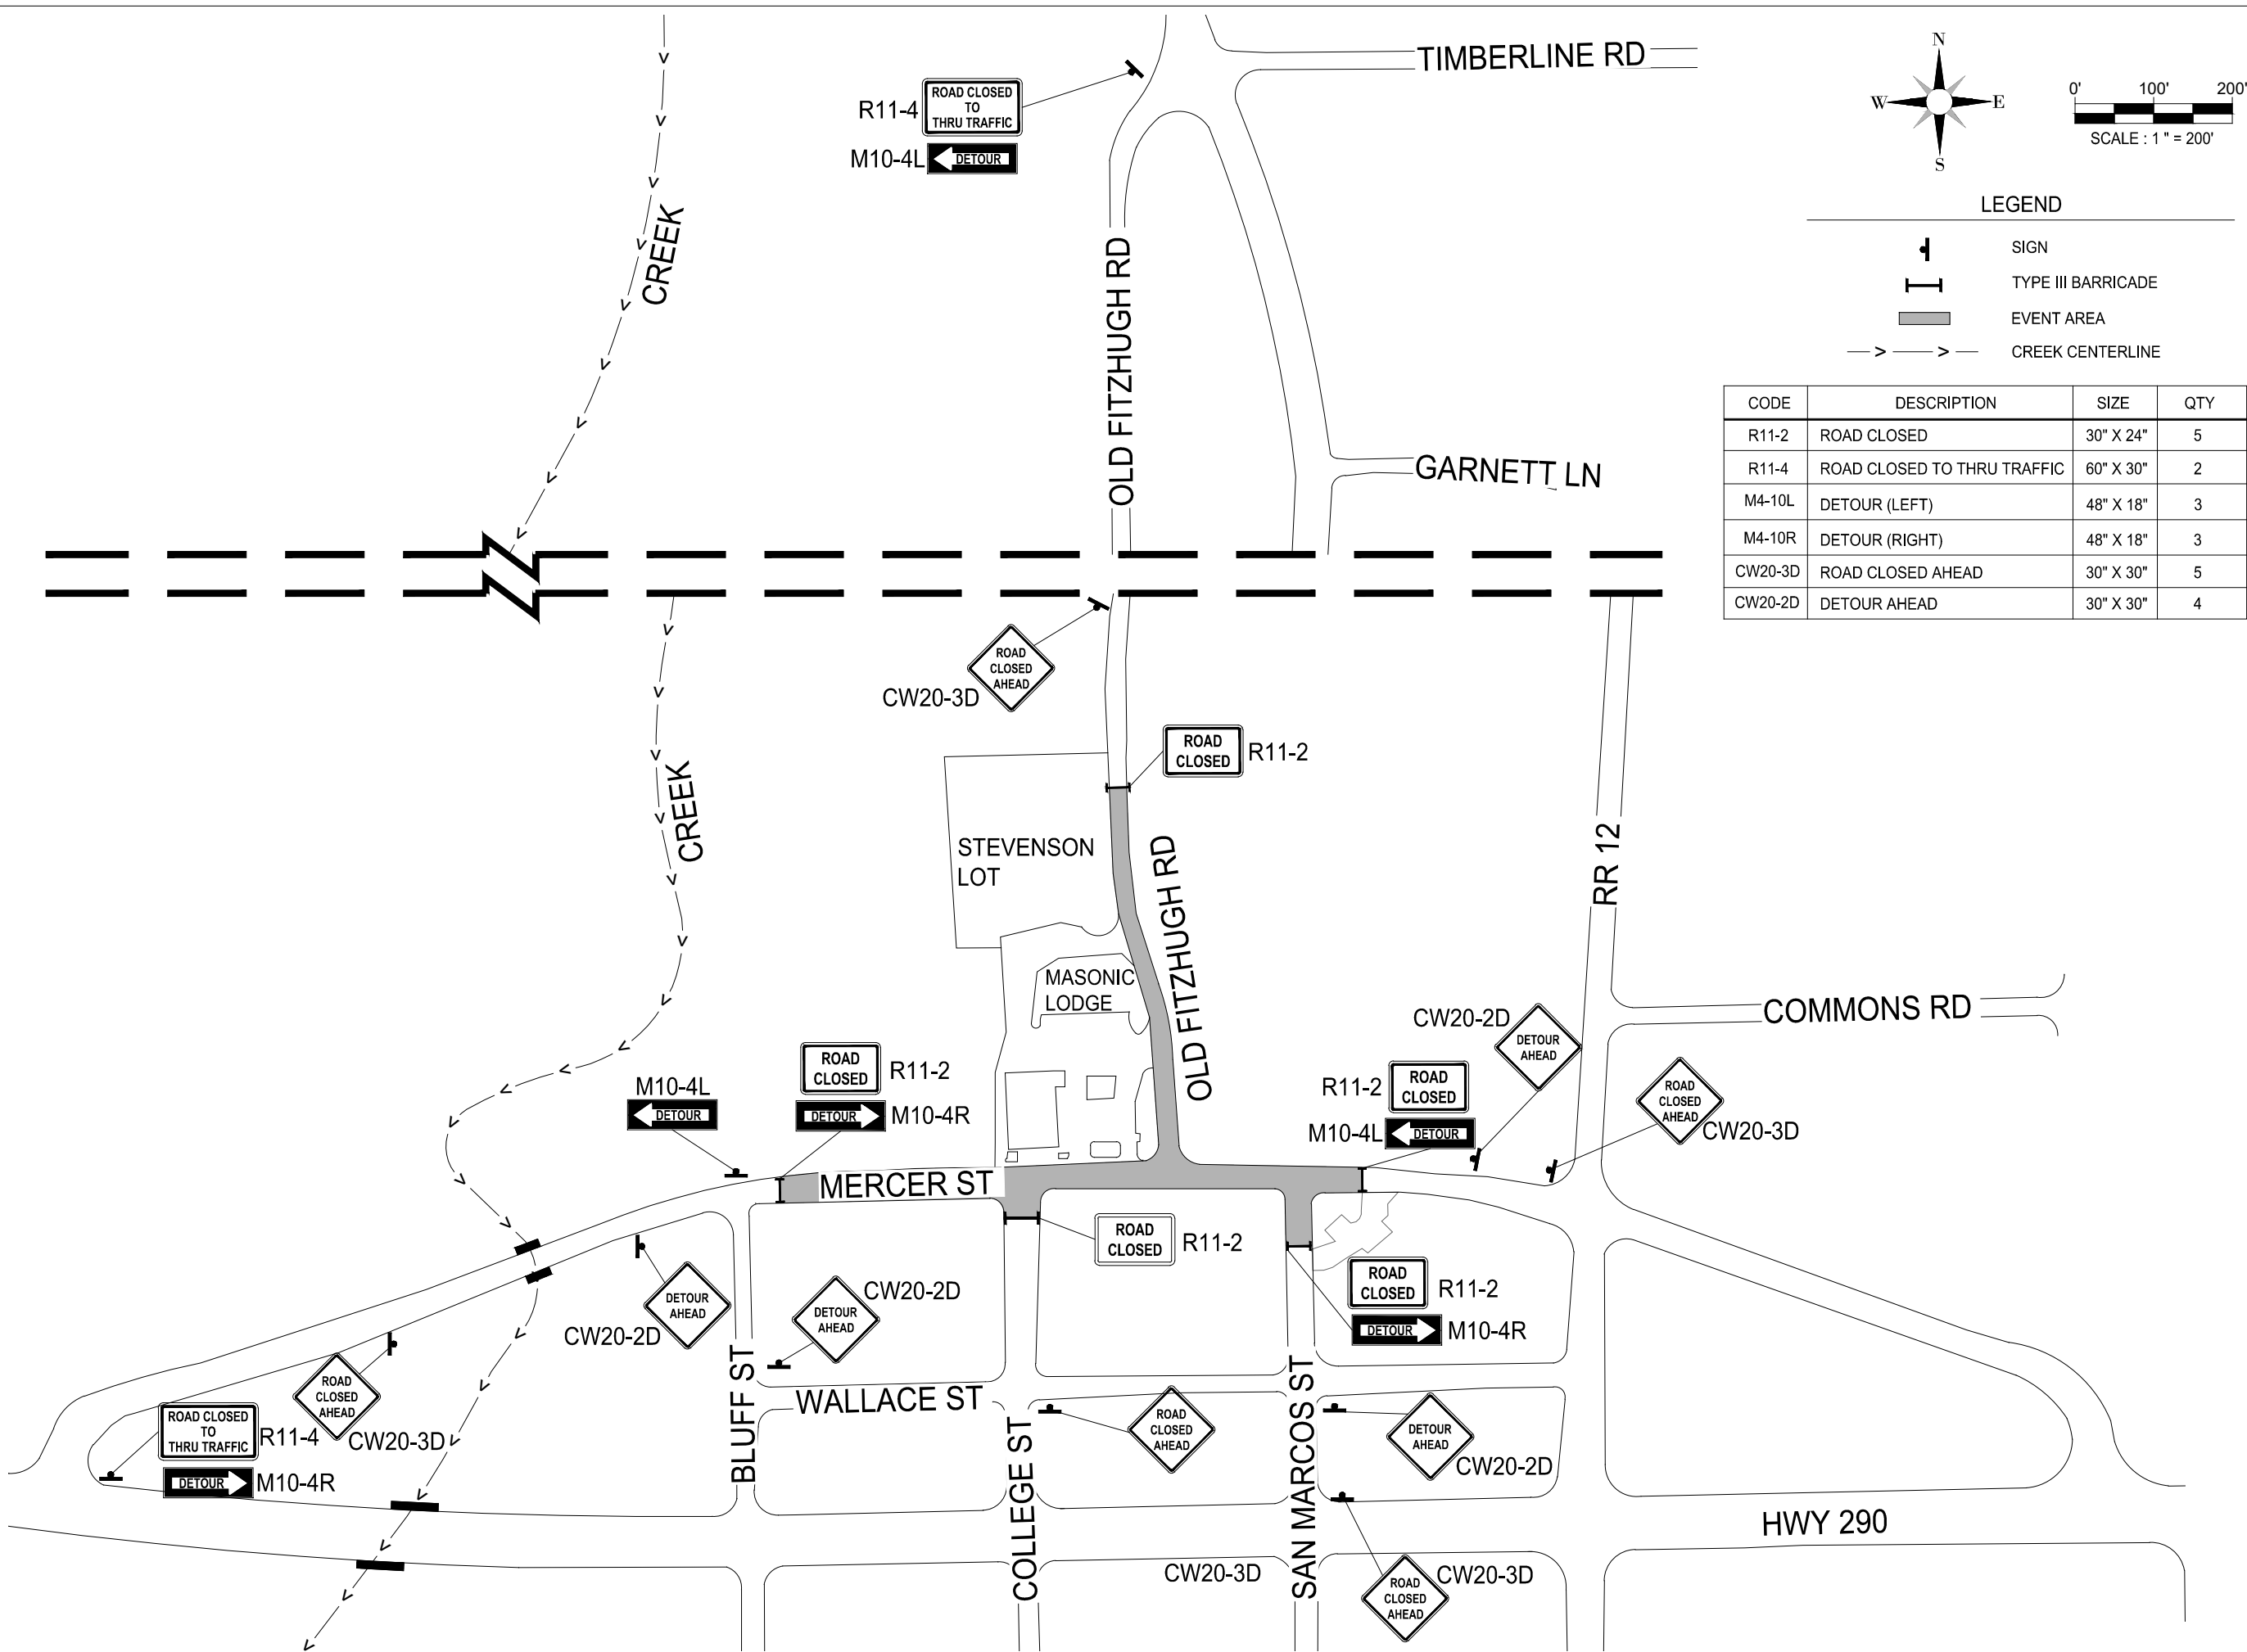 TIMBERLINE RD
N
W
E
S
0'
100'
200'
SCALE : 1 " = 200'
R11-4
ROAD CLOSED
TO
THRU TRAFFIC
M10-4L
DETOUR
CREEK
OLD FITZHUGH RD
GARNETT LN
LEGEND
SIGN
TYPE III BARRICADE
EVENT AREA
CREEK CENTERLINE
CODE DESCRIPTION SIZE QTY
R11-2 ROAD CLOSED 30" X 24" 5
R11-4 ROAD CLOSED TO THRU TRAFFIC 60" X 30" 2
M4-10L DETOUR (LEFT) 48" X 18" 3
M4-10R DETOUR (RIGHT) 48" X 18" 3
CW20-3D ROAD CLOSED AHEAD 30" X 30" 5
CW20-2D DETOUR AHEAD 30" X 30" 4
ROAD
CLOSED
AHEAD
CW20-3D
ROAD
CLOSED
R11-2
CREEK
STEVENSON
LOT
OLD FITZHUGH RD
RR 12
MASONIC
LODGE
COMMONS RD
CW20-2D
DETOUR
AHEAD
R11-2
ROAD
CLOSED
M10-4L
DETOUR
ROAD
CLOSED
AHEAD
CW20-3D
M10-4L
DETOUR
ROAD
CLOSED
R11-2
DETOUR
M10-4R
MERCER ST
ROAD
CLOSED
R11-2
ROAD
CLOSED
R11-2
DETOUR
M10-4R
DETOUR
AHEAD
CW20-2D
DETOUR
AHEAD
CW20-2D
BLUFF ST
WALLACE ST
COLLEGE ST
SAN MARCOS ST
ROAD
CLOSED
AHEAD
CW20-3D
ROAD CLOSED
TO
THRU TRAFFIC
R11-4
DETOUR
M10-4R
ROAD
CLOSED
AHEAD
CW20-3D
DETOUR
AHEAD
CW20-2D
HWY 290
ROAD
CLOSED
AHEAD
CW20-3D